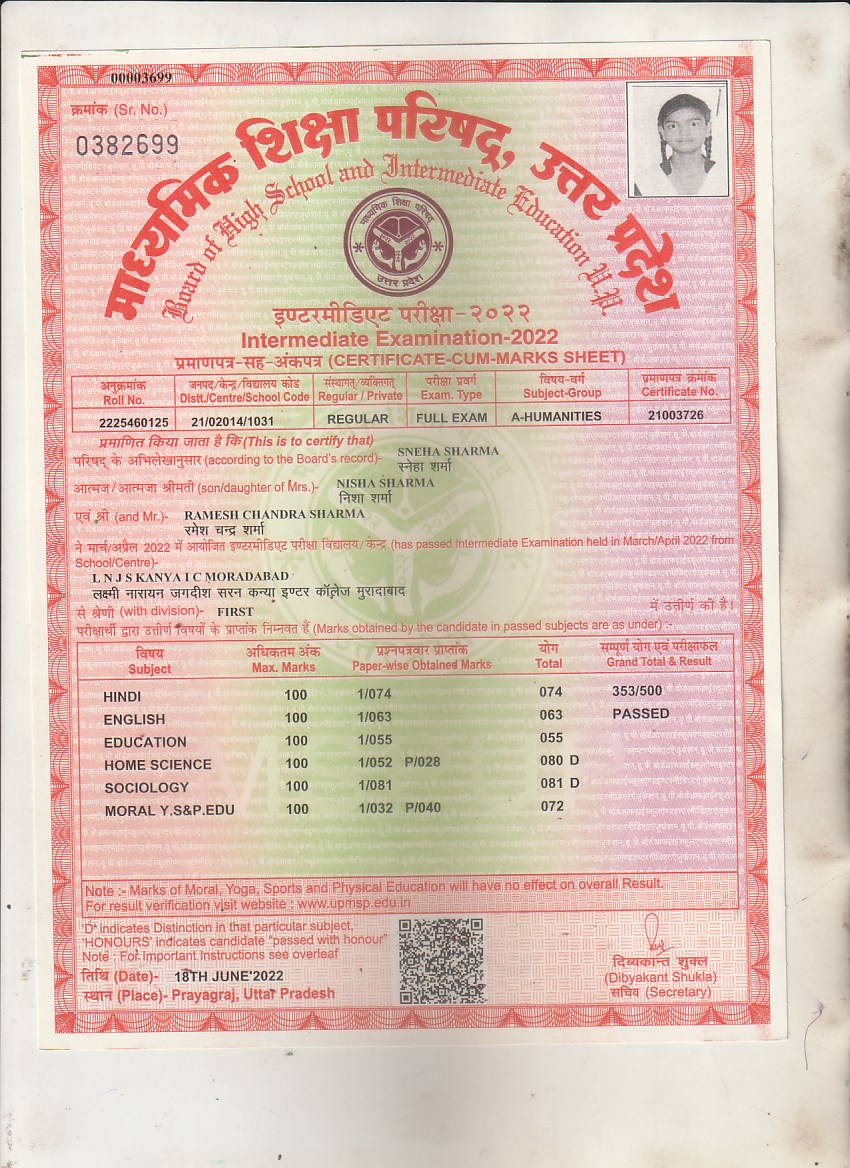 00003699
क्रमांक (Sr. No.)
0382699
माध्यमिक शिक्षा परिषद्, उत्तर प्रदेश
Board of High School and Intermediate Education U.P.
माध्यमिक शिक्षा परिषद्
उत्तर प्रदेश
इण्टरमीडिएट परीक्षा-२०२२
Intermediate Examination-2022
प्रमाणपत्र-सह-अंकपत्र (CERTIFICATE-CUM-MARKS SHEET)
अनुक्रमांक जनपद/केन्द्र/विद्यालय कोड संस्थागत/व्यक्तिगत परीक्षा प्रवर्ग विषय-वर्ग प्रमाणपत्र क्रमांक
Roll No. Distt./Centre/School Code Regular / Private Exam. Type Subject-Group Certificate No.
2225460125 21/02014/1031 REGULAR FULL EXAM A-HUMANITIES 21003726
प्रमाणित किया जाता है कि (This is to certify that)
परिषद् के अभिलेखानुसार (according to the Board's record)- SNEHA SHARMA
स्नेहा शर्मा
आत्मज/आत्मजा श्रीमती (son/daughter of Mrs.)- NISHA SHARMA
निशा शर्मा
एवं श्री (and Mr.)- RAMESH CHANDRA SHARMA
रमेश चन्द्र शर्मा
ने मार्च/अप्रैल 2022 में आयोजित इण्टरमीडिएट परीक्षा विद्यालय/केन्द्र (has passed Intermediate Examination held in March/April 2022 from
School/Centre)-
L N J S KANYA I C MORADABAD
लक्ष्मी नारायन जगदीश सरन कन्या इण्टर कॉलेज मुरादाबाद
से श्रेणी (with division)- FIRST में उत्तीर्ण की है।
परीक्षार्थी द्वारा उत्तीर्ण विषयों के प्राप्तांक निम्नवत हैं (Marks obtained by the candidate in passed subjects are as under) :-
विषय अधिकतम अंक प्रश्नपत्रवार प्राप्तांक योग सम्पूर्ण योग एवं परीक्षाफल
Subject Max. Marks Paper-wise Obtained Marks Total Grand Total & Result
HINDI 100 1/074 074 353/500
ENGLISH 100 1/063 063 PASSED
EDUCATION 100 1/055 055
HOME SCIENCE 100 1/052 P/028 080 D
SOCIOLOGY 100 1/081 081 D
MORAL Y.S&P.EDU 100 1/032 P/040 072
Note :- Marks of Moral, Yoga, Sports and Physical Education will have no effect on overall Result.
For result verification visit website : www.upmsp.edu.in
'D' indicates Distinction in that particular subject,
'HONOURS' indicates candidate "passed with honour"
Note : For Important Instructions see overleaf
तिथि (Date)- 18TH JUNE'2022
स्थान (Place)- Prayagraj, Uttar Pradesh
दिव्यकान्त शुक्ल
(Dibyakant Shukla)
सचिव (Secretary)